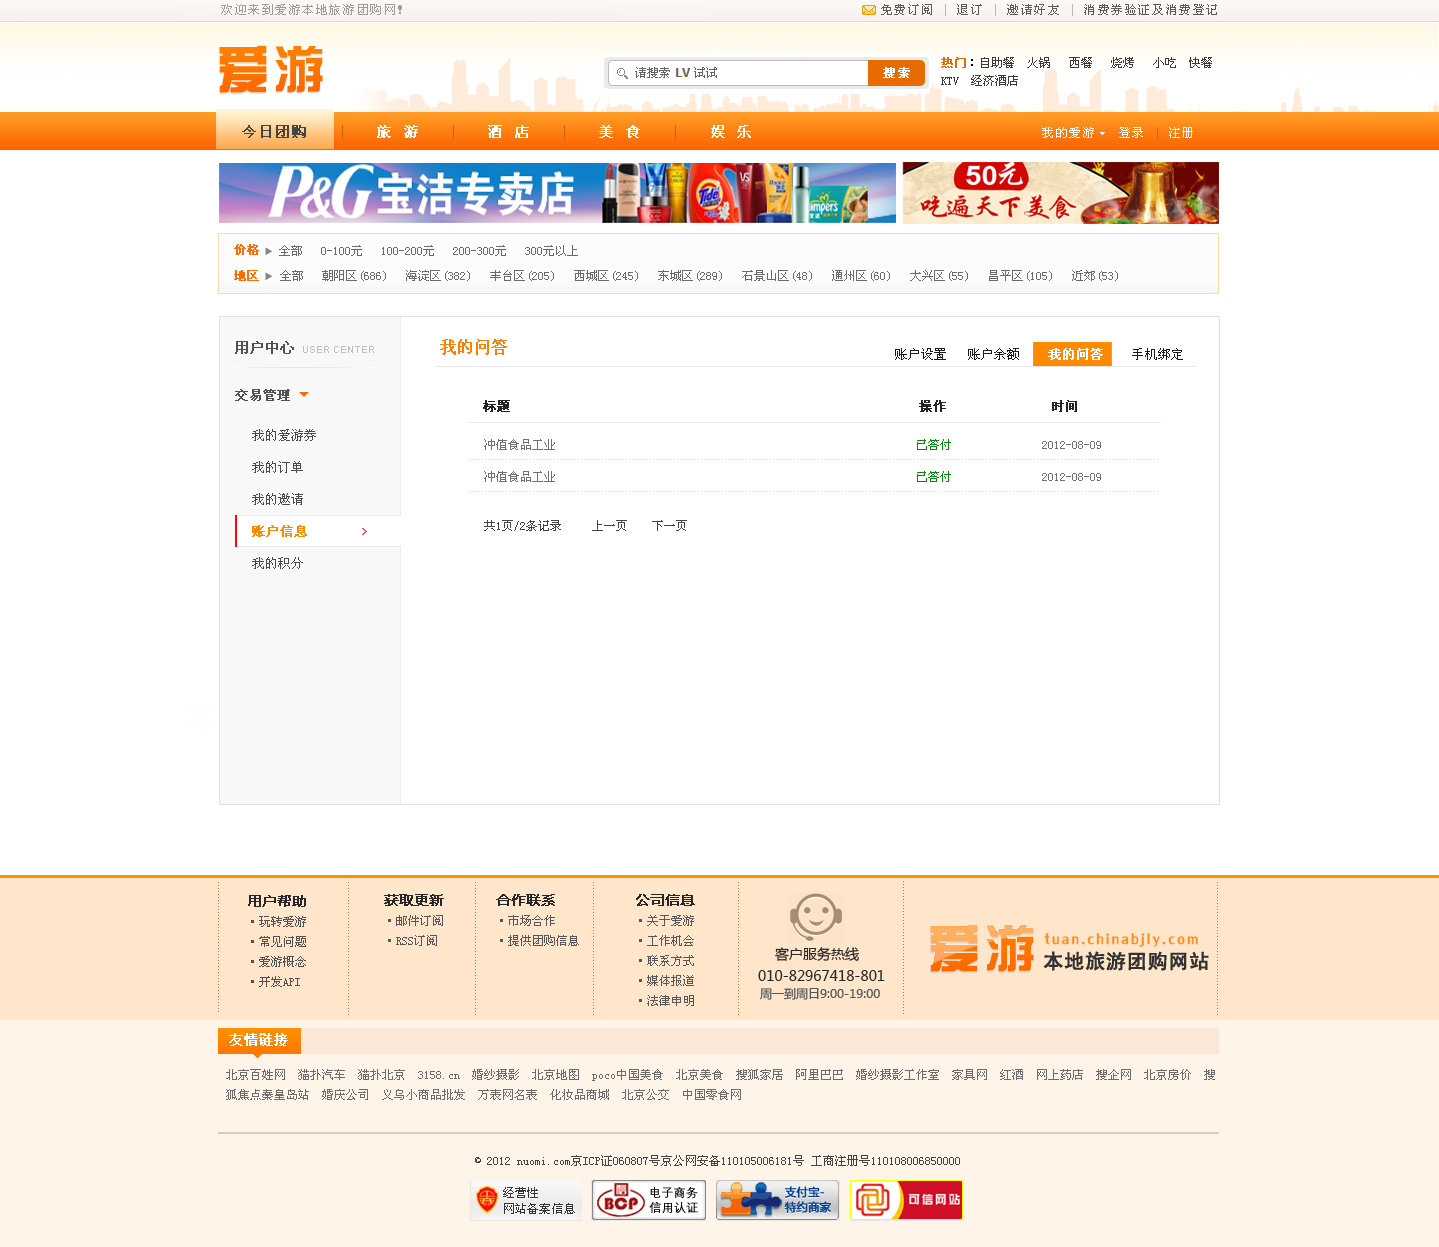 欢迎来到爱游本地旅游团购网!
免费订阅 | 退订 | 邀请好友 | 消费券验证及消费登记
爱游
请搜索 LV 试试
搜索
热门：自助餐 火锅 西餐 烧烤 小吃 快餐
KTV 经济酒店
今日团购 旅游 酒店 美食 娱乐
我的爱游 登录 注册
P&G宝洁专卖店
Tide
VS
Pampers
50元
吃遍天下美食
价格 全部 0-100元 100-200元 200-300元 300元以上
地区 全部 朝阳区(686) 海淀区(382) 丰台区(205) 西城区(245) 东城区(289) 石景山区(48) 通州区(60) 大兴区(55) 昌平区(105) 近郊(53)
用户中心 USER CENTER
交易管理
我的爱游券
我的订单
我的邀请
账户信息
我的积分
我的问答
账户设置 账户余额 我的问答 手机绑定
标题 操作 时间
冲值食品工业 已答付 2012-08-09
冲值食品工业 已答付 2012-08-09
共1页/2条记录 上一页 下一页
用户帮助
玩转爱游
常见问题
爱游概念
开发API
获取更新
邮件订阅
RSS订阅
合作联系
市场合作
提供团购信息
公司信息
关于爱游
工作机会
联系方式
媒体报道
法律申明
客户服务热线
010-82967418-801
周一到周日9:00-19:00
爱游
tuan.chinabjly.com
本地旅游团购网站
友情链接
北京百姓网 猫扑汽车 猫扑北京 3158.cn 婚纱摄影 北京地图 poco中国美食 北京美食 搜狐家居 阿里巴巴 婚纱摄影工作室 家具网 红酒 网上药店 搜企网 北京房价 搜
狐焦点秦皇岛站 婚庆公司 义乌小商品批发 万表网名表 化妆品商城 北京公交 中国零食网
© 2012 nuomi.com京ICP证060807号京公网安备110105006181号 工商注册号110108006850000
经营性
网站备案信息
BCP
电子商务
信用认证
支付宝-
特约商家
可信网站